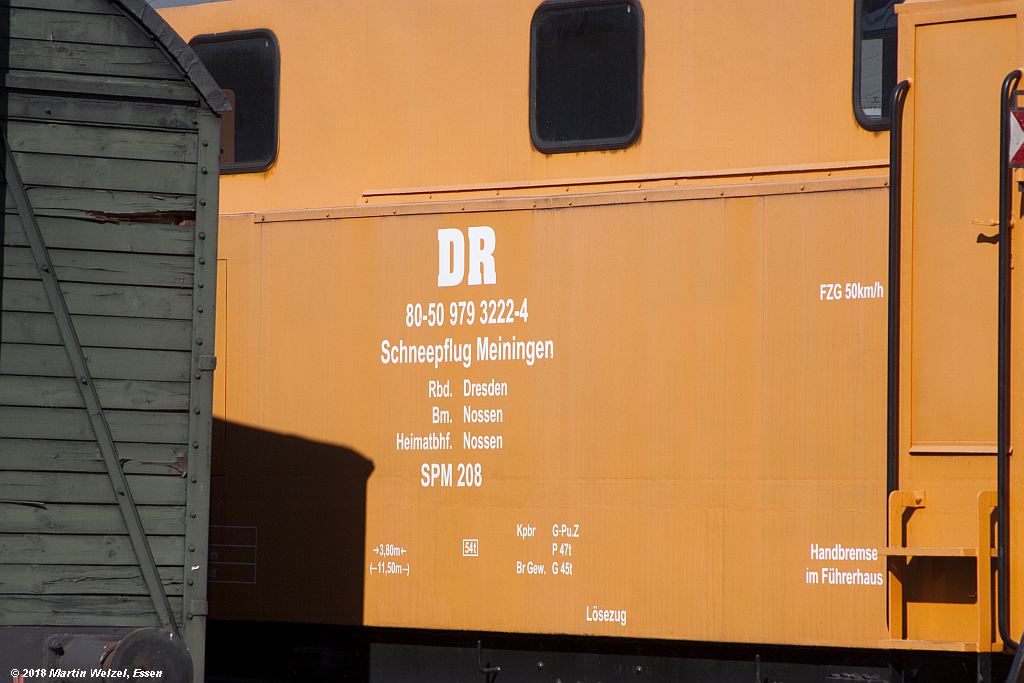 DR
80-50 979 3222-4
Schneepflug Meiningen
FZG 50km/h
Rbd. Dresden
Bm. Nossen
Heimatbhf. Nossen
SPM 208
Kpbr G-Pu.Z
→3,80m← 54t P 47t
(→11,50m→) Br Gew. G 45t
Handbremse
im Führerhaus
Lösezug
© 2018 Martin Welzel, Essen